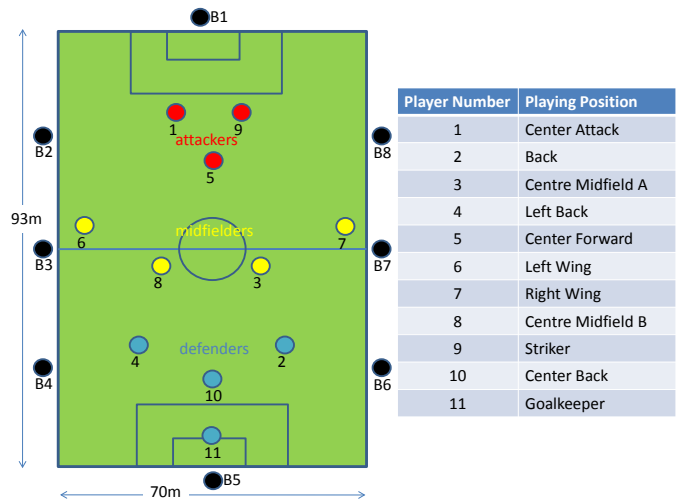 B1
1
9
attackers
5
B2
B8
93m
6
midfielders
7
B3
B7
8
3
defenders
4
2
B4
B6
10
11
B5
70m
Player Number Playing Position
1 Center Attack
2 Back
3 Centre Midfield A
4 Left Back
5 Center Forward
6 Left Wing
7 Right Wing
8 Centre Midfield B
9 Striker
10 Center Back
11 Goalkeeper